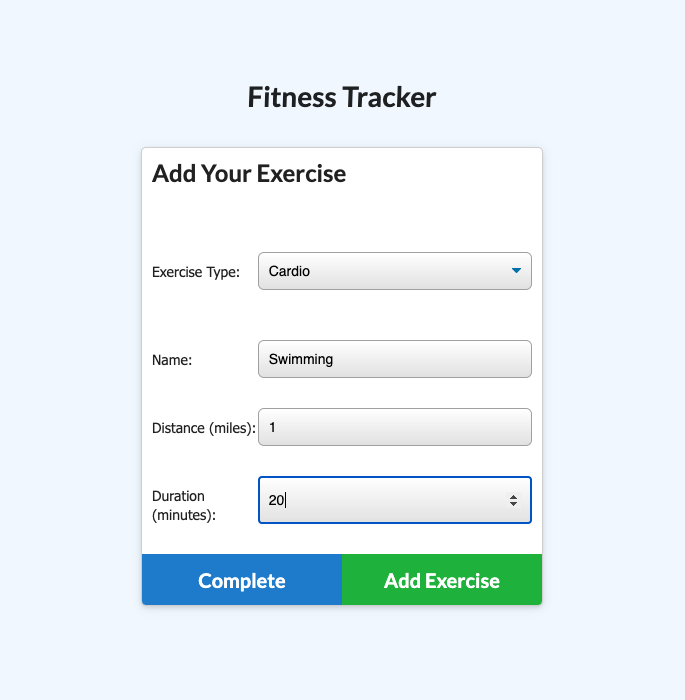 Fitness Tracker
Add Your Exercise
Exercise Type: Cardio
Name: Swimming
Distance (miles): 1
Duration
(minutes): 20
Complete Add Exercise